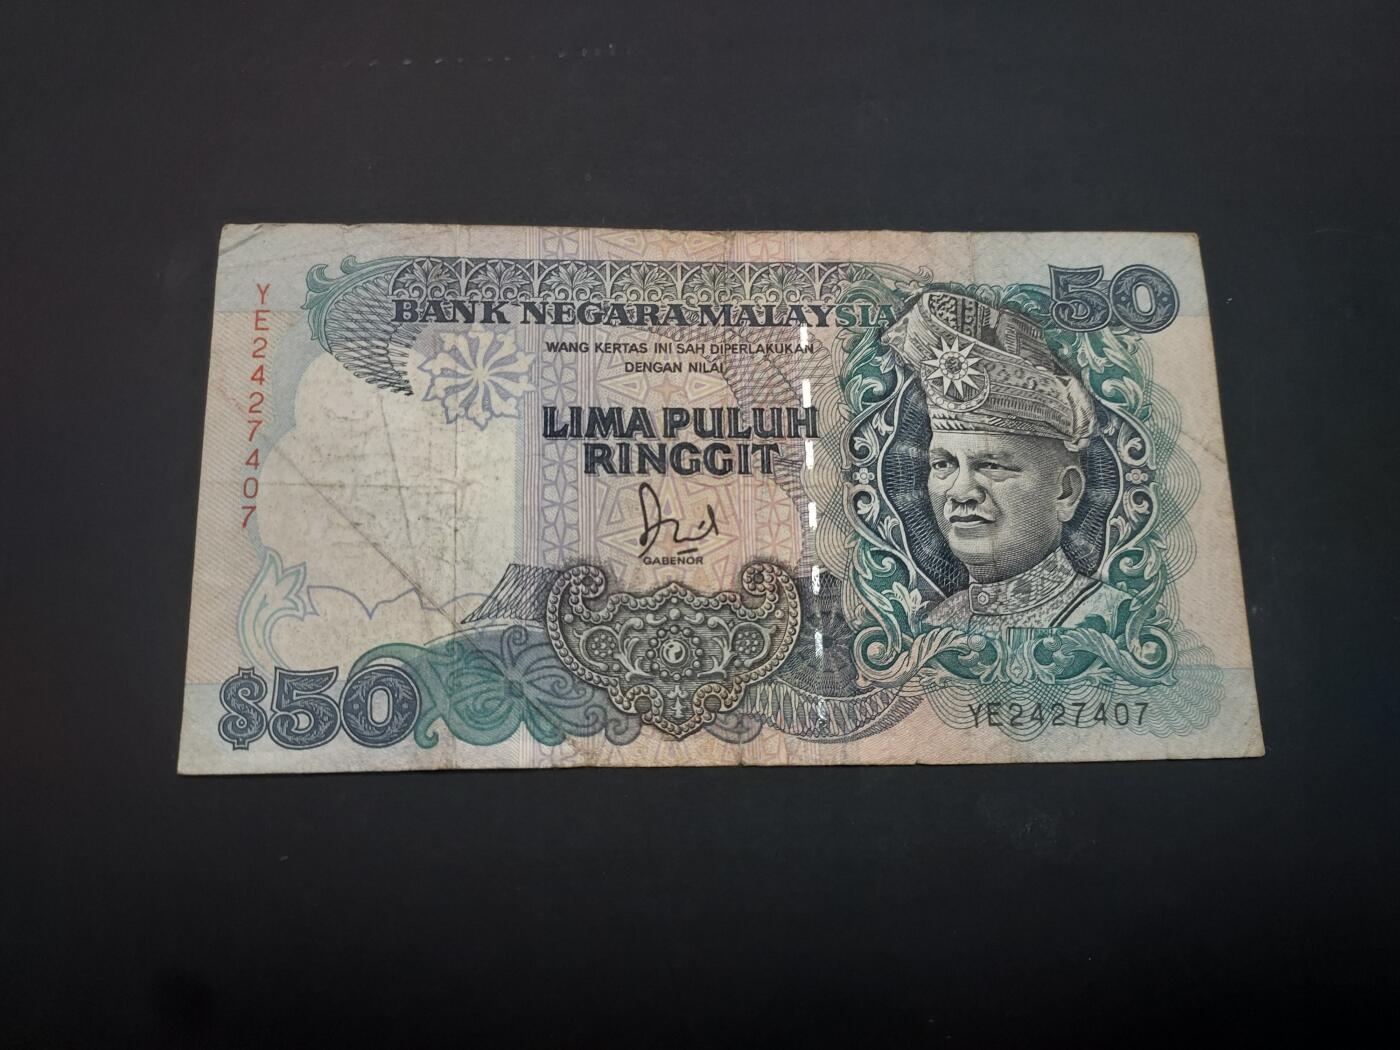 YE2427407
BANK NEGARA MALAYSIA
50
WANG KERTAS INI SAH DIPERLAKUKAN
DENGAN NILAI
LIMA PULUH
RINGGIT
GABENOR
$50
YE2427407